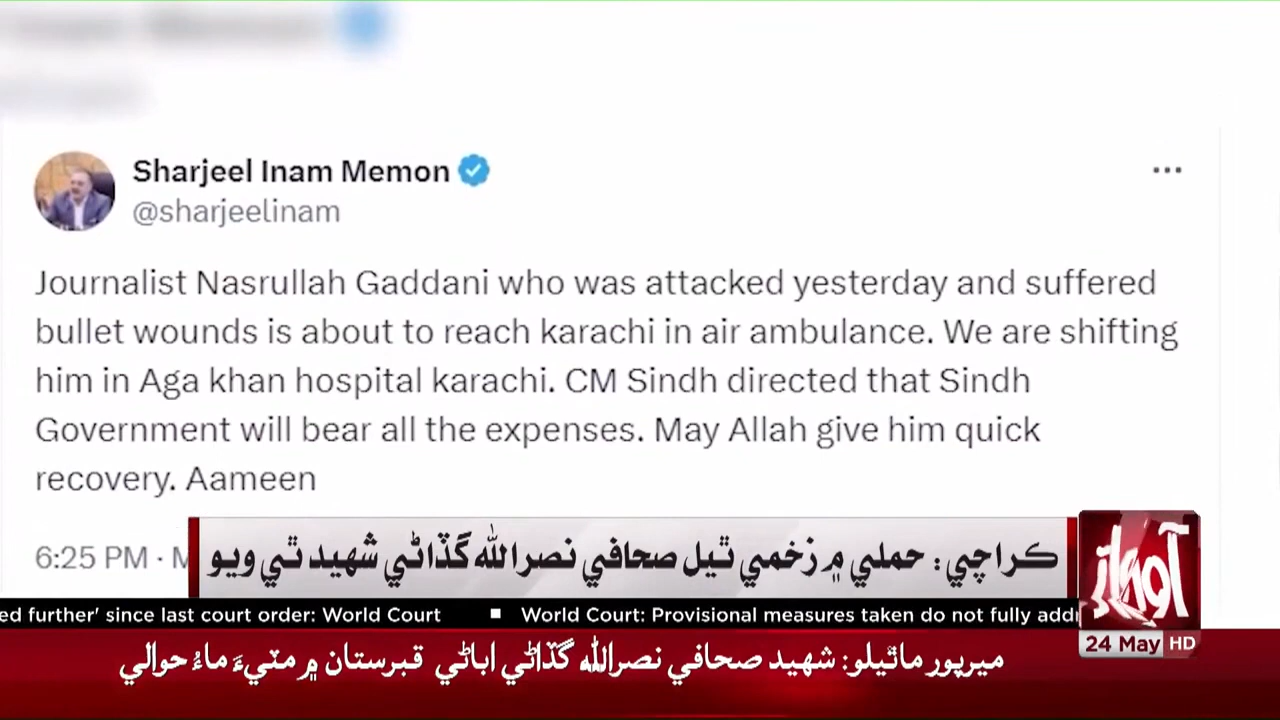 Sharjeel Inam Memon
@sharjeelinam
Journalist Nasrullah Gaddani who was attacked yesterday and suffered
bullet wounds is about to reach karachi in air ambulance. We are shifting
him in Aga khan hospital karachi. CM Sindh directed that Sindh
Government will bear all the expenses. May Allah give him quick
recovery. Aameen
6:25 PM · M
ڪراچي: حملي ۾ زخمي ٿيل صحافي نصرالله گڏاڻي شهيد ٿي ويو
آواز
ed further' since last court order: World Court ■ World Court: Provisional measures taken do not fully addr
24 May HD
ميرپور ماٿيلو: شهيد صحافي نصرالله گڏاڻي اباڻي قبرستان ۾ مٽيءَ ماءُ حوالي